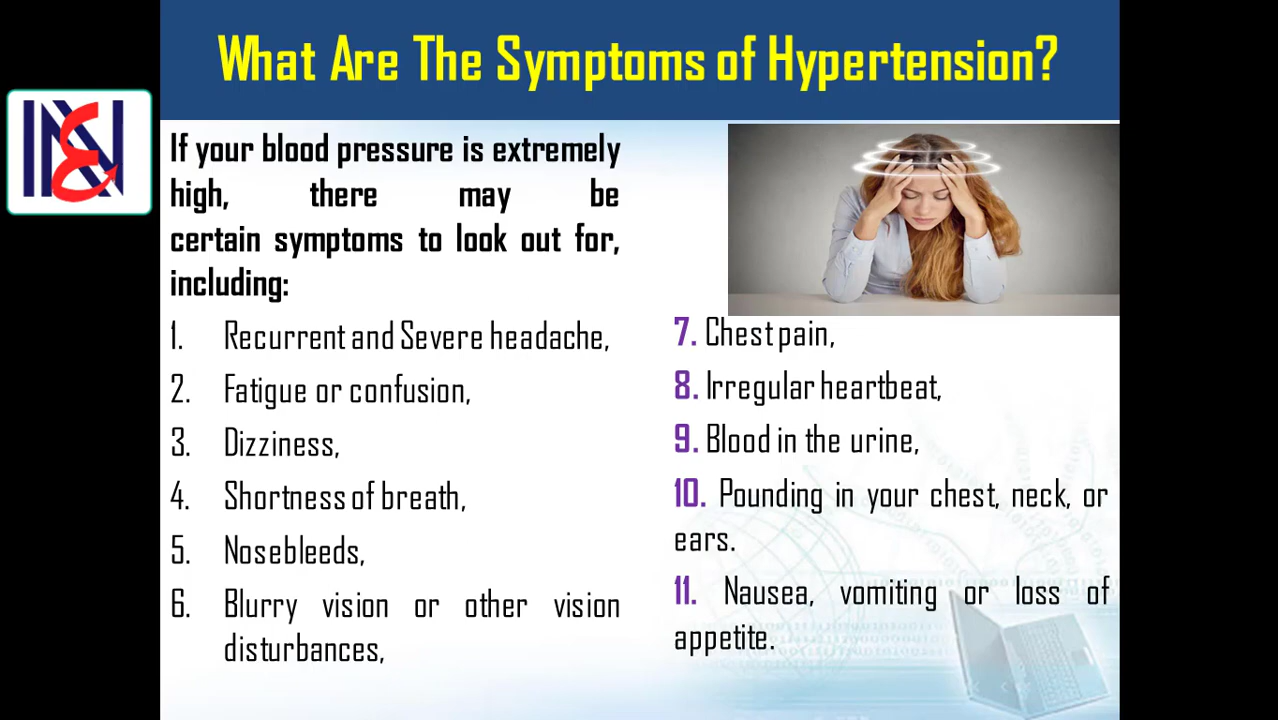 What Are The Symptoms of Hypertension?
If your blood pressure is extremely
high, there may be
certain symptoms to look out for,
including:
1. Recurrent and Severe headache,
2. Fatigue or confusion,
3. Dizziness,
4. Shortness of breath,
5. Nosebleeds,
6. Blurry vision or other vision
disturbances,
7. Chest pain,
8. Irregular heartbeat,
9. Blood in the urine,
10. Pounding in your chest, neck, or
ears.
11. Nausea, vomiting or loss of
appetite.